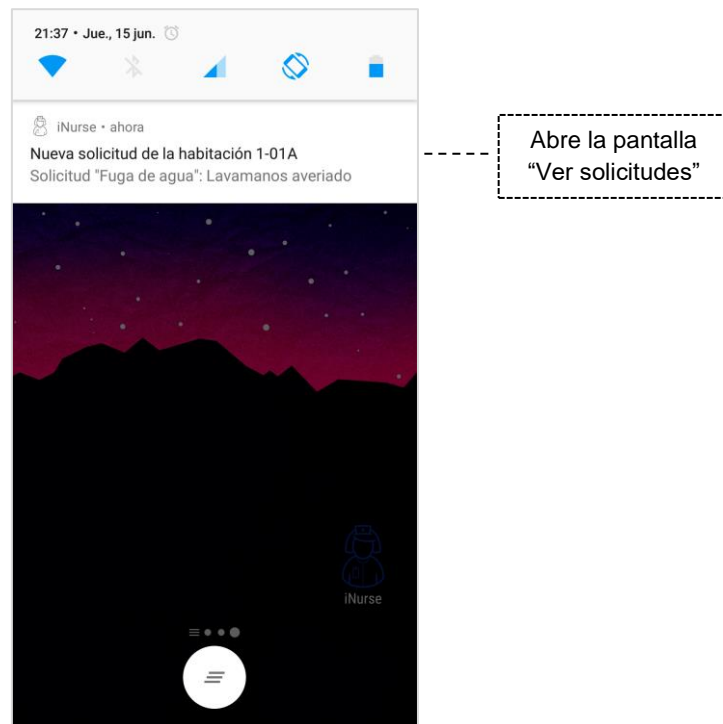 21:37 • Jue., 15 jun.
iNurse • ahora
Nueva solicitud de la habitación 1-01A
Solicitud "Fuga de agua": Lavamanos averiado
Abre la pantalla
“Ver solicitudes”
iNurse